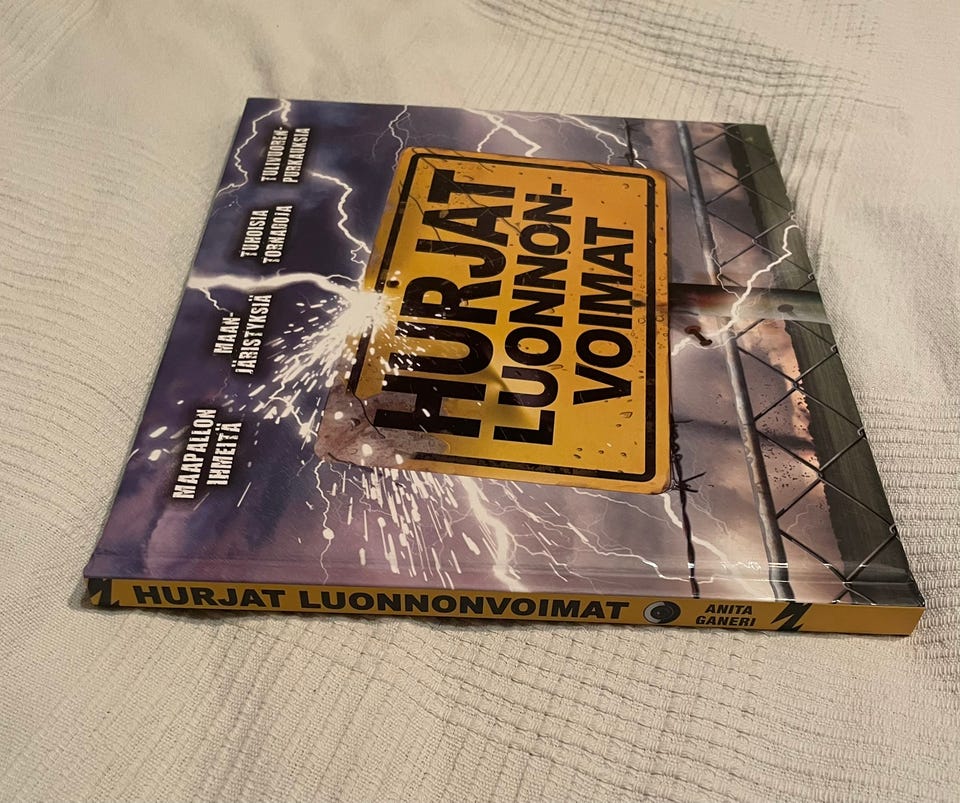 MAAPALLON
IHMEITÄ
MAAN-
JÄRISTYKSIÄ
TUHOISIA
TORNADOJA
TULIVUOREN-
PURKAUKSIA
HURJAT
LUONNON-
VOIMAT
HURJAT LUONNONVOIMAT
ANITA
GANERI